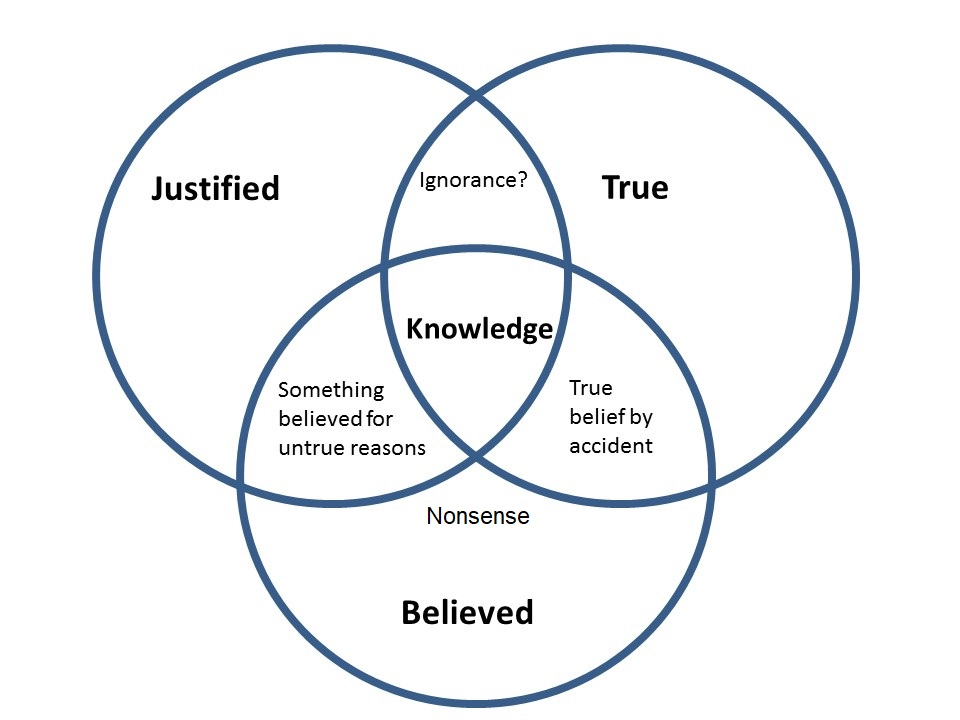 Ignorance?
Justified
True
Knowledge
Something
believed for
untrue reasons
True
belief by
accident
Nonsense
Believed